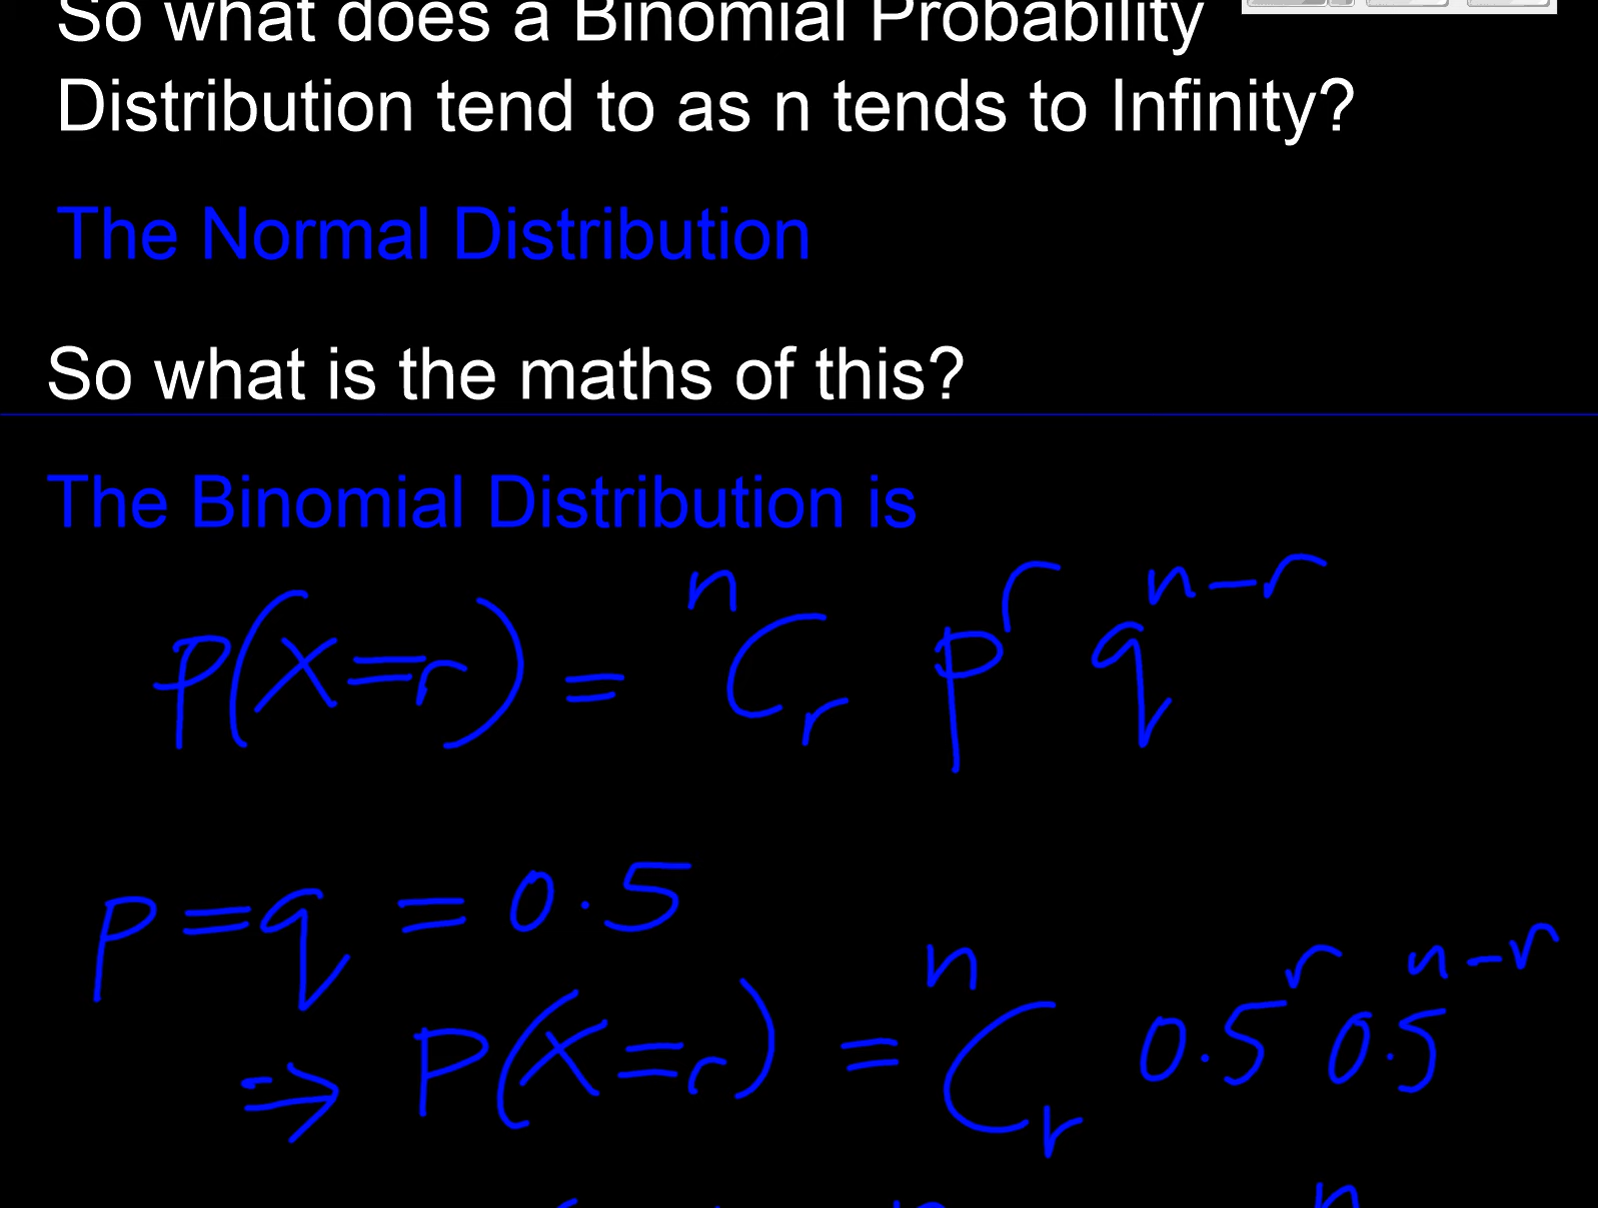 So what does a Binomial Probability
Distribution tend to as n tends to Infinity?
The Normal Distribution
So what is the maths of this?
The Binomial Distribution is
P(X=r) = ⁿCᵣ pʳ qⁿ⁻ʳ
p=q = 0.5
⇒ P(X=r) = ⁿCᵣ 0.5ʳ 0.5ⁿ⁻ʳ